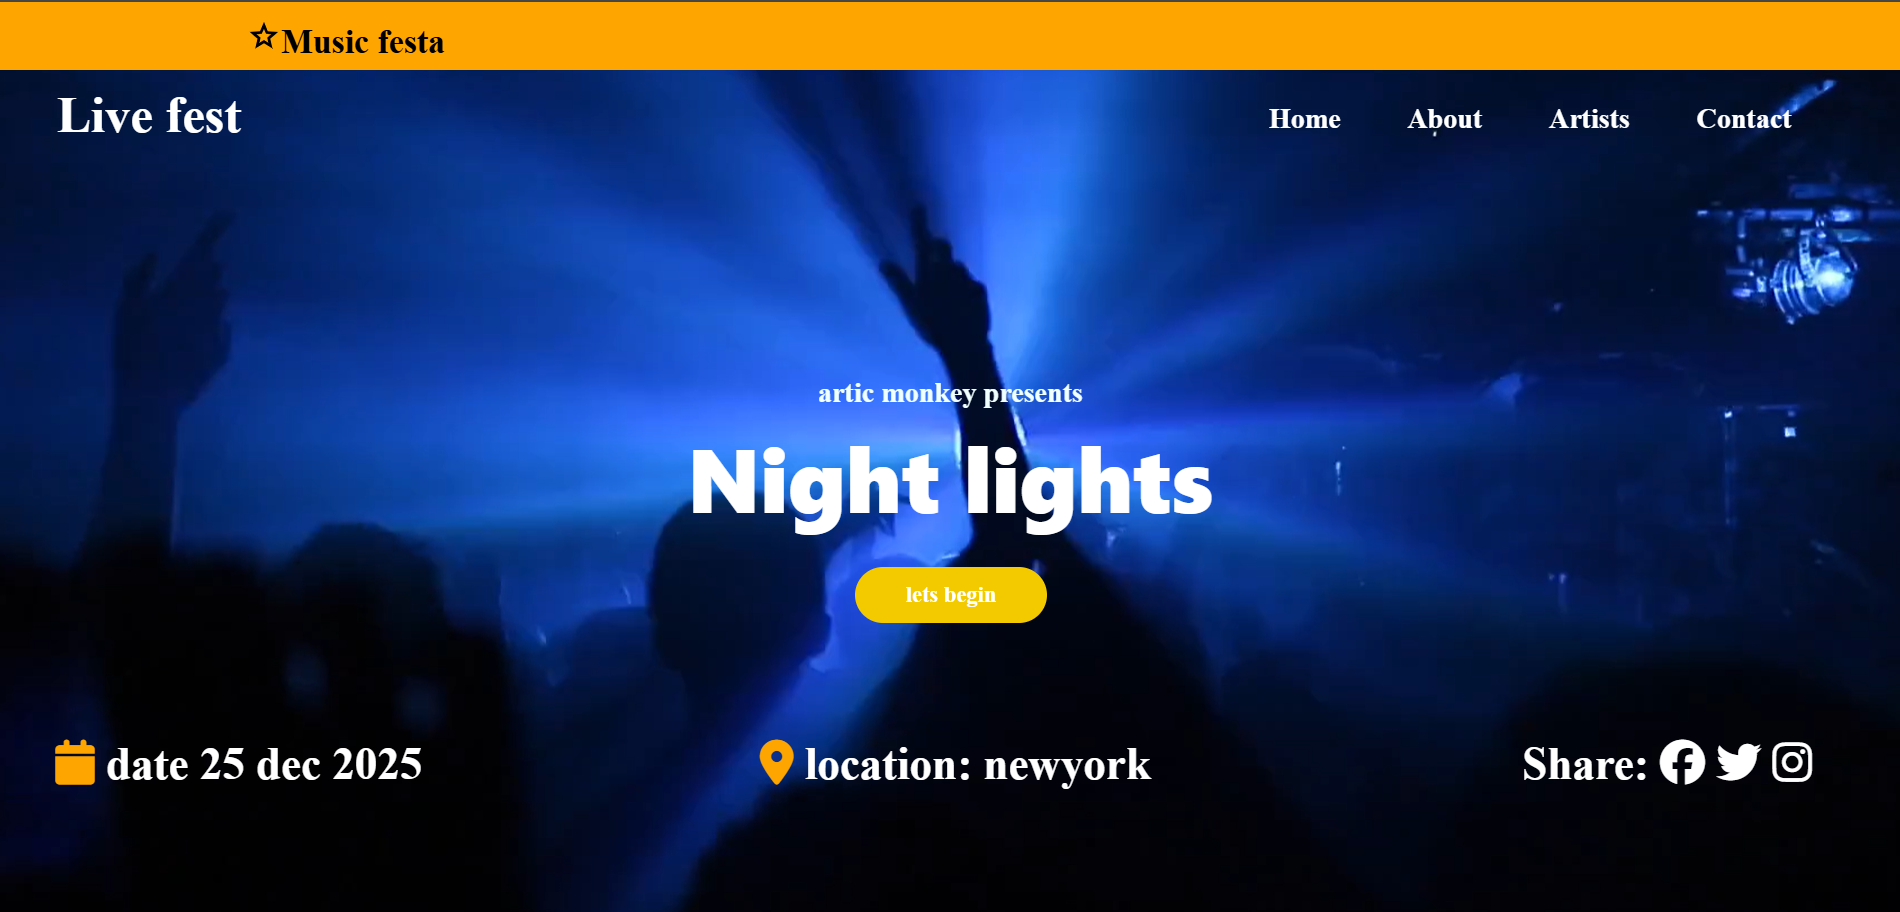 Music festa
Live fest
Home About Artists Contact
artic monkey presents
Night lights
lets begin
date 25 dec 2025
location: newyork
Share: